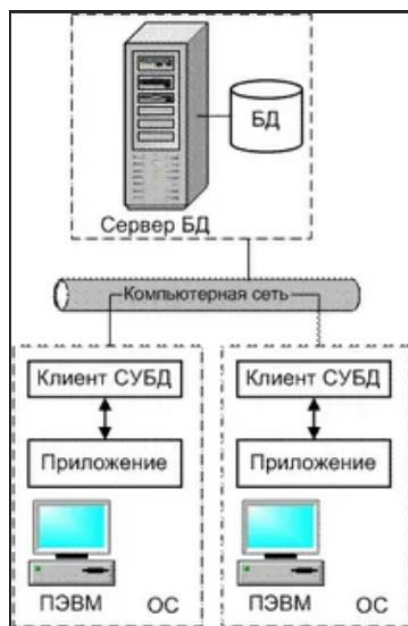 БД
Сервер БД
Компьютерная сеть
Клиент СУБД
Приложение
ПЭВМ ОС
Клиент СУБД
Приложение
ПЭВМ ОС